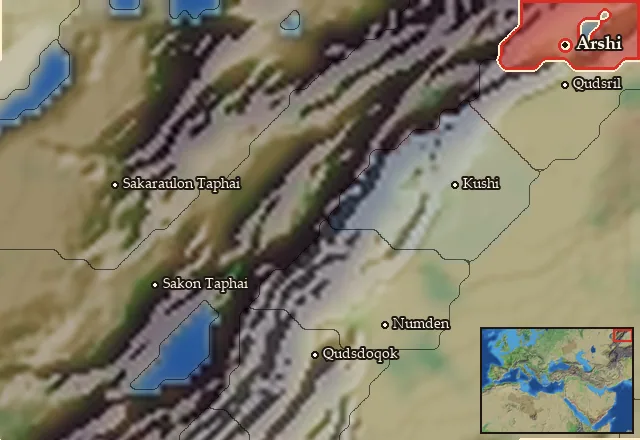 Arshi
Qudsril
Sakaraulon Taphai
Kushi
Sakon Taphai
Numden
Qudsdoqok